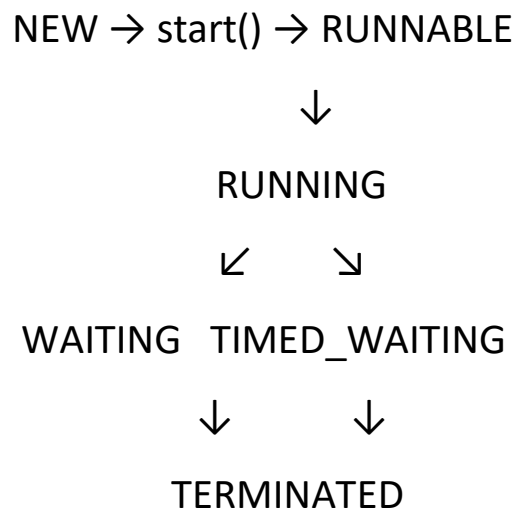 NEW → start() → RUNNABLE
↓
RUNNING
↙ ↘
WAITING TIMED_WAITING
↓ ↓
TERMINATED